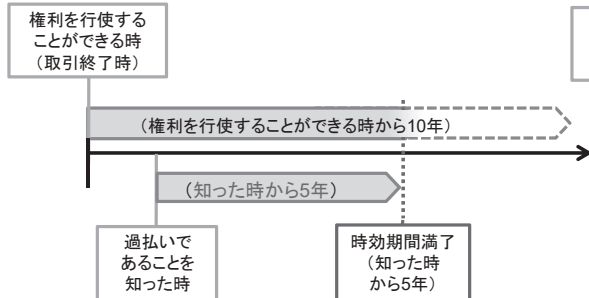 権利を行使する
ことができる時
（取引終了時）
（権利を行使することができる時から10年）
（知った時から5年）
過払いで
あることを
知った時
時効期間満了
（知った時
から5年）